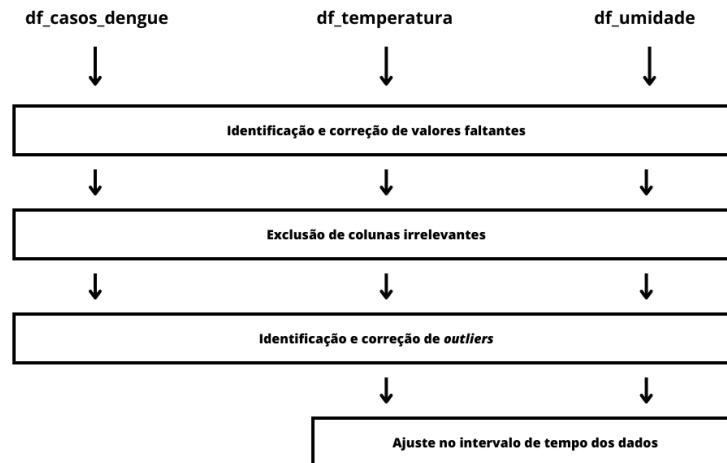 df_casos_dengue df_temperatura df_umidade
Identificação e correção de valores faltantes
Exclusão de colunas irrelevantes
Identificação e correção de outliers
Ajuste no intervalo de tempo dos dados